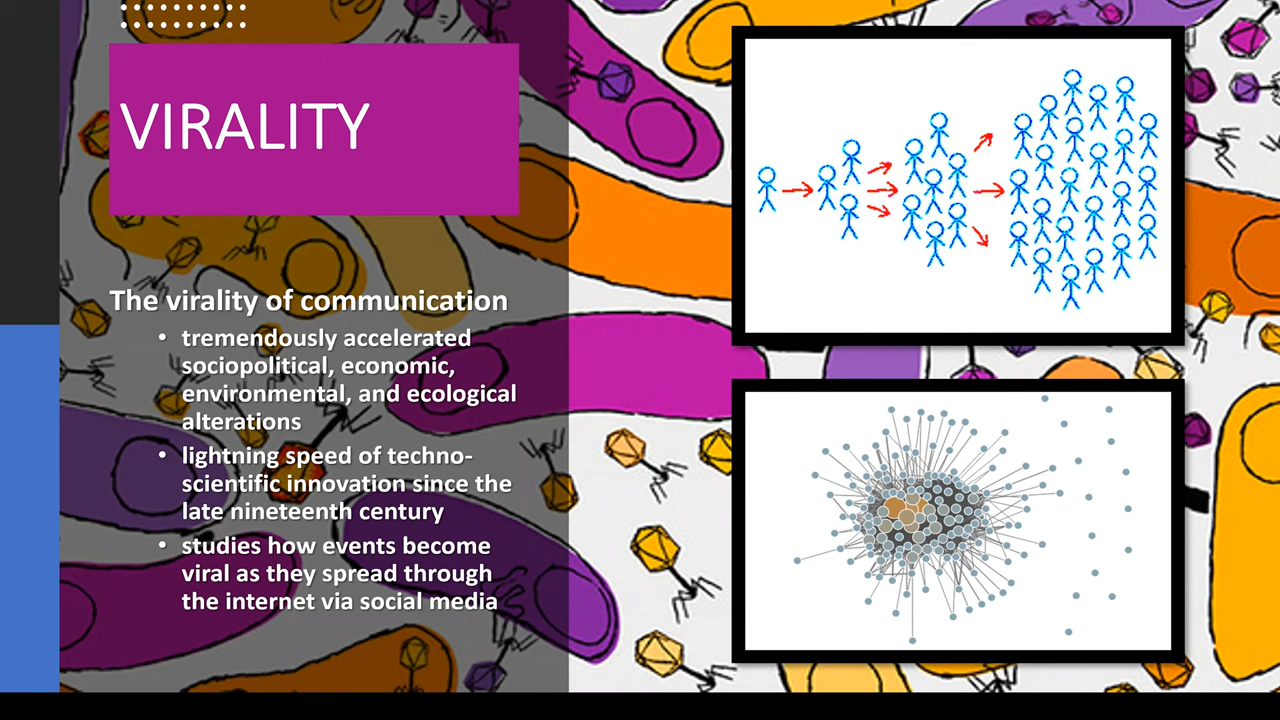 VIRALITY
The virality of communication
• tremendously accelerated
sociopolitical, economic,
environmental, and ecological
alterations
• lightning speed of techno-
scientific innovation since the
late nineteenth century
• studies how events become
viral as they spread through
the internet via social media